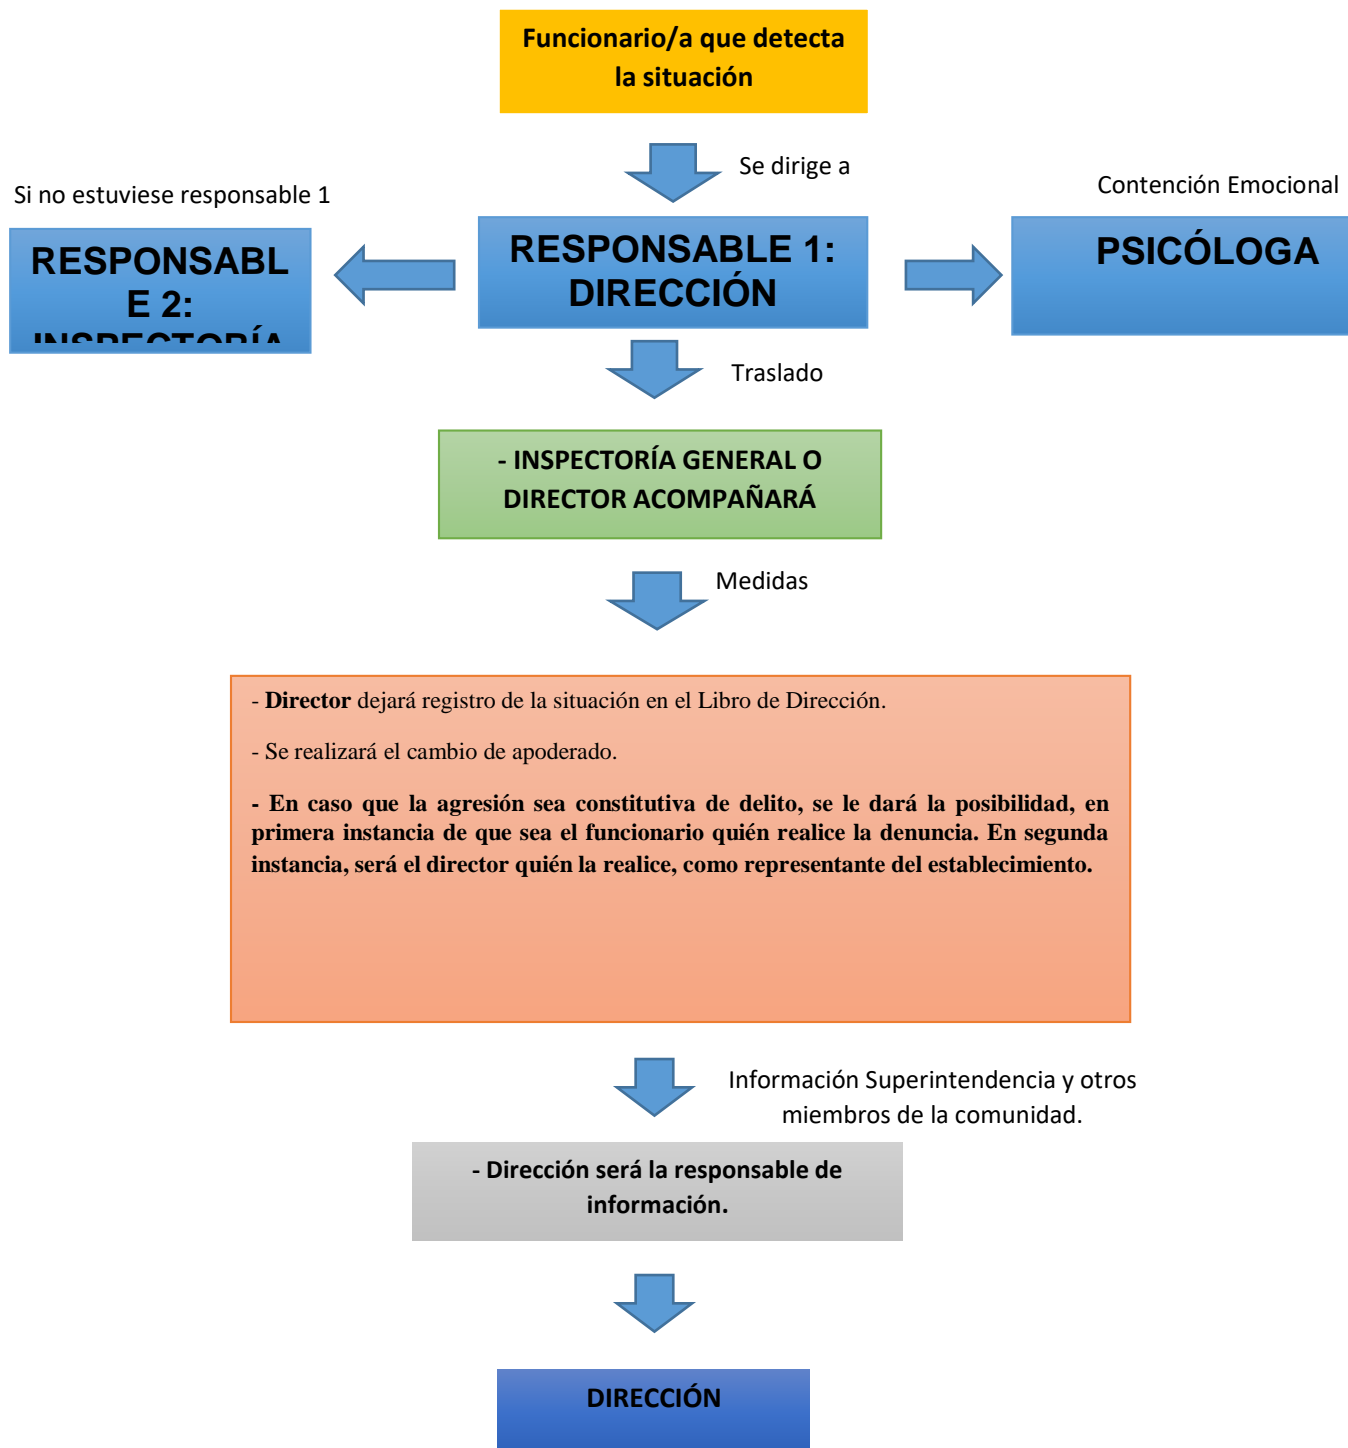 Funcionario/a que detecta
la situación
Se dirige a
Si no estuviese responsable 1
Contención Emocional
RESPONSABL
E 2:
INSPECTORÍA
RESPONSABLE 1:
DIRECCIÓN
PSICÓLOGA
Traslado
- INSPECTORÍA GENERAL O
DIRECTOR ACOMPAÑARÁ
Medidas
- Director dejará registro de la situación en el Libro de Dirección.
- Se realizará el cambio de apoderado.
- En caso que la agresión sea constitutiva de delito, se le dará la posibilidad, en
primera instancia de que sea el funcionario quién realice la denuncia. En segunda
instancia, será el director quién la realice, como representante del establecimiento.
Información Superintendencia y otros
miembros de la comunidad.
- Dirección será la responsable de
información.
DIRECCIÓN